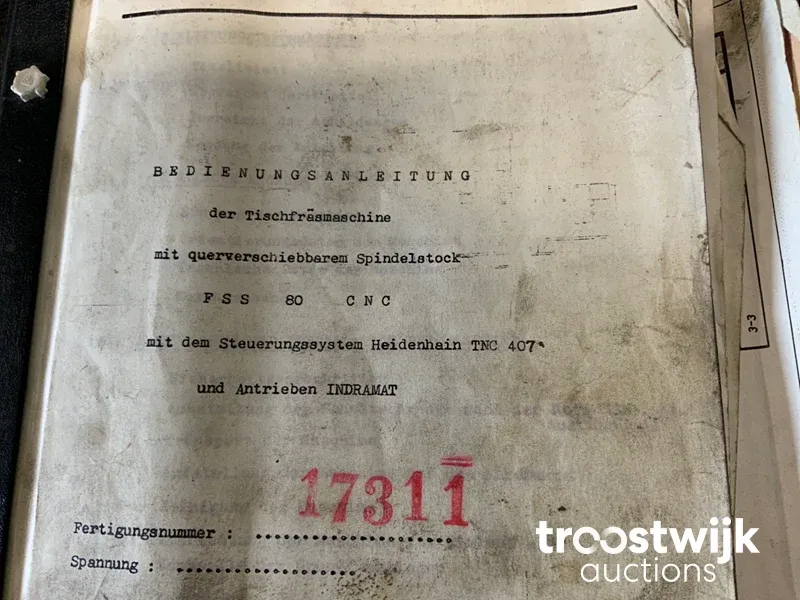 BEDIENUNGSANLEITUNG
der Tischfräsmaschine
mit querverschiebbarem Spindelstock
FSS 80 CNC
mit dem Steuerungssystem Heidenhain TNC 407
und Antrieben INDRAMAT
17311
Fertigungsnummer : ....................
Spannung : ....................
3-3
troostwijk
auctions